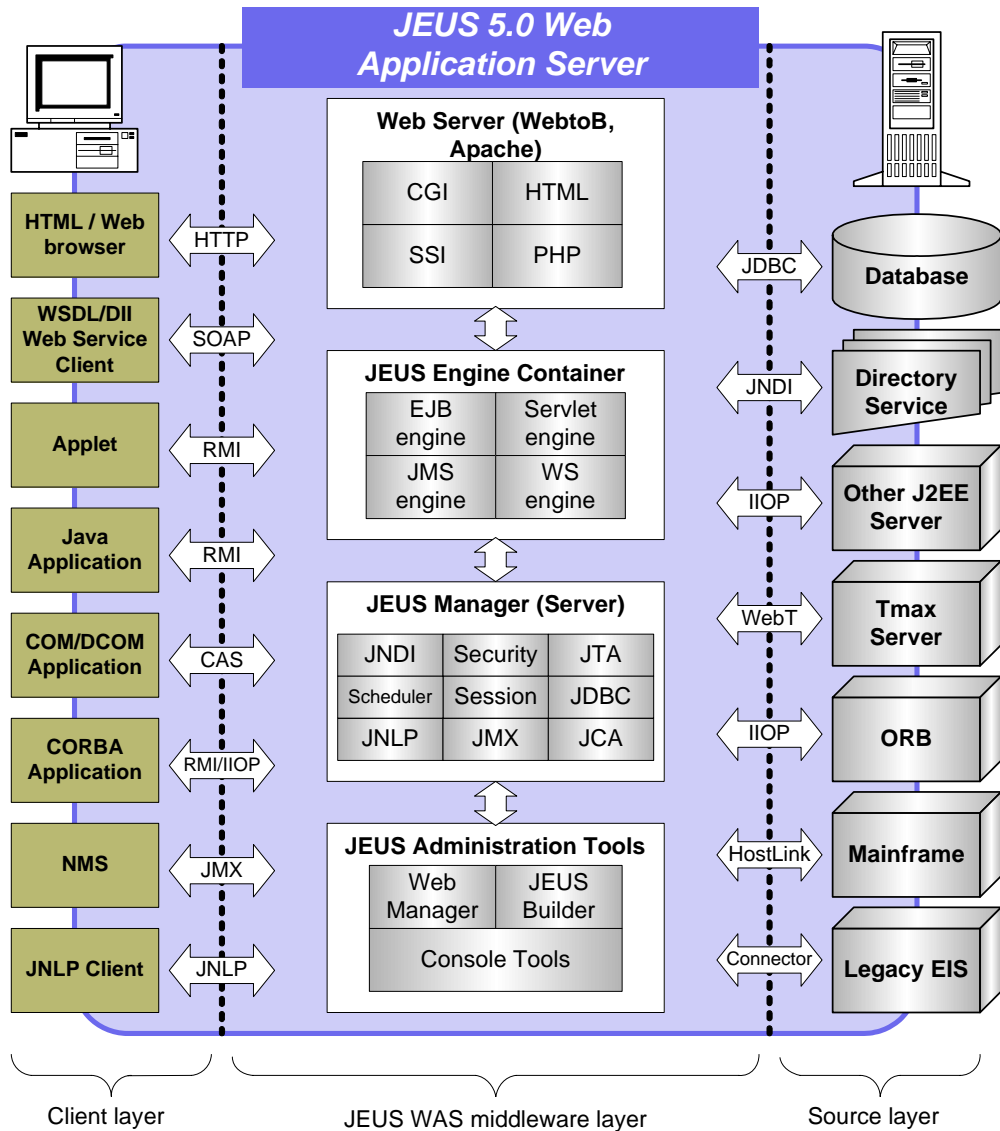 JEUS 5.0 Web
Application Server
HTML / Web
browser
WSDL/DII
Web Service
Client
Applet
Java
Application
COM/DCOM
Application
CORBA
Application
NMS
JNLP Client
HTTP
SOAP
RMI
RMI
CAS
RMI/IIOP
JMX
JNLP
Web Server (WebtoB,
Apache)
CGI
HTML
SSI
PHP
JEUS Engine Container
EJB
engine
Servlet
engine
JMS
engine
WS
engine
JEUS Manager (Server)
JNDI
Security
JTA
Scheduler
Session
JDBC
JNLP
JMX
JCA
JEUS Administration Tools
Web
Manager
JEUS
Builder
Console Tools
JDBC
JNDI
IIOP
WebT
IIOP
HostLink
Connector
Database
Directory
Service
Other J2EE
Server
Tmax
Server
ORB
Mainframe
Legacy EIS
Client layer
JEUS WAS middleware layer
Source layer